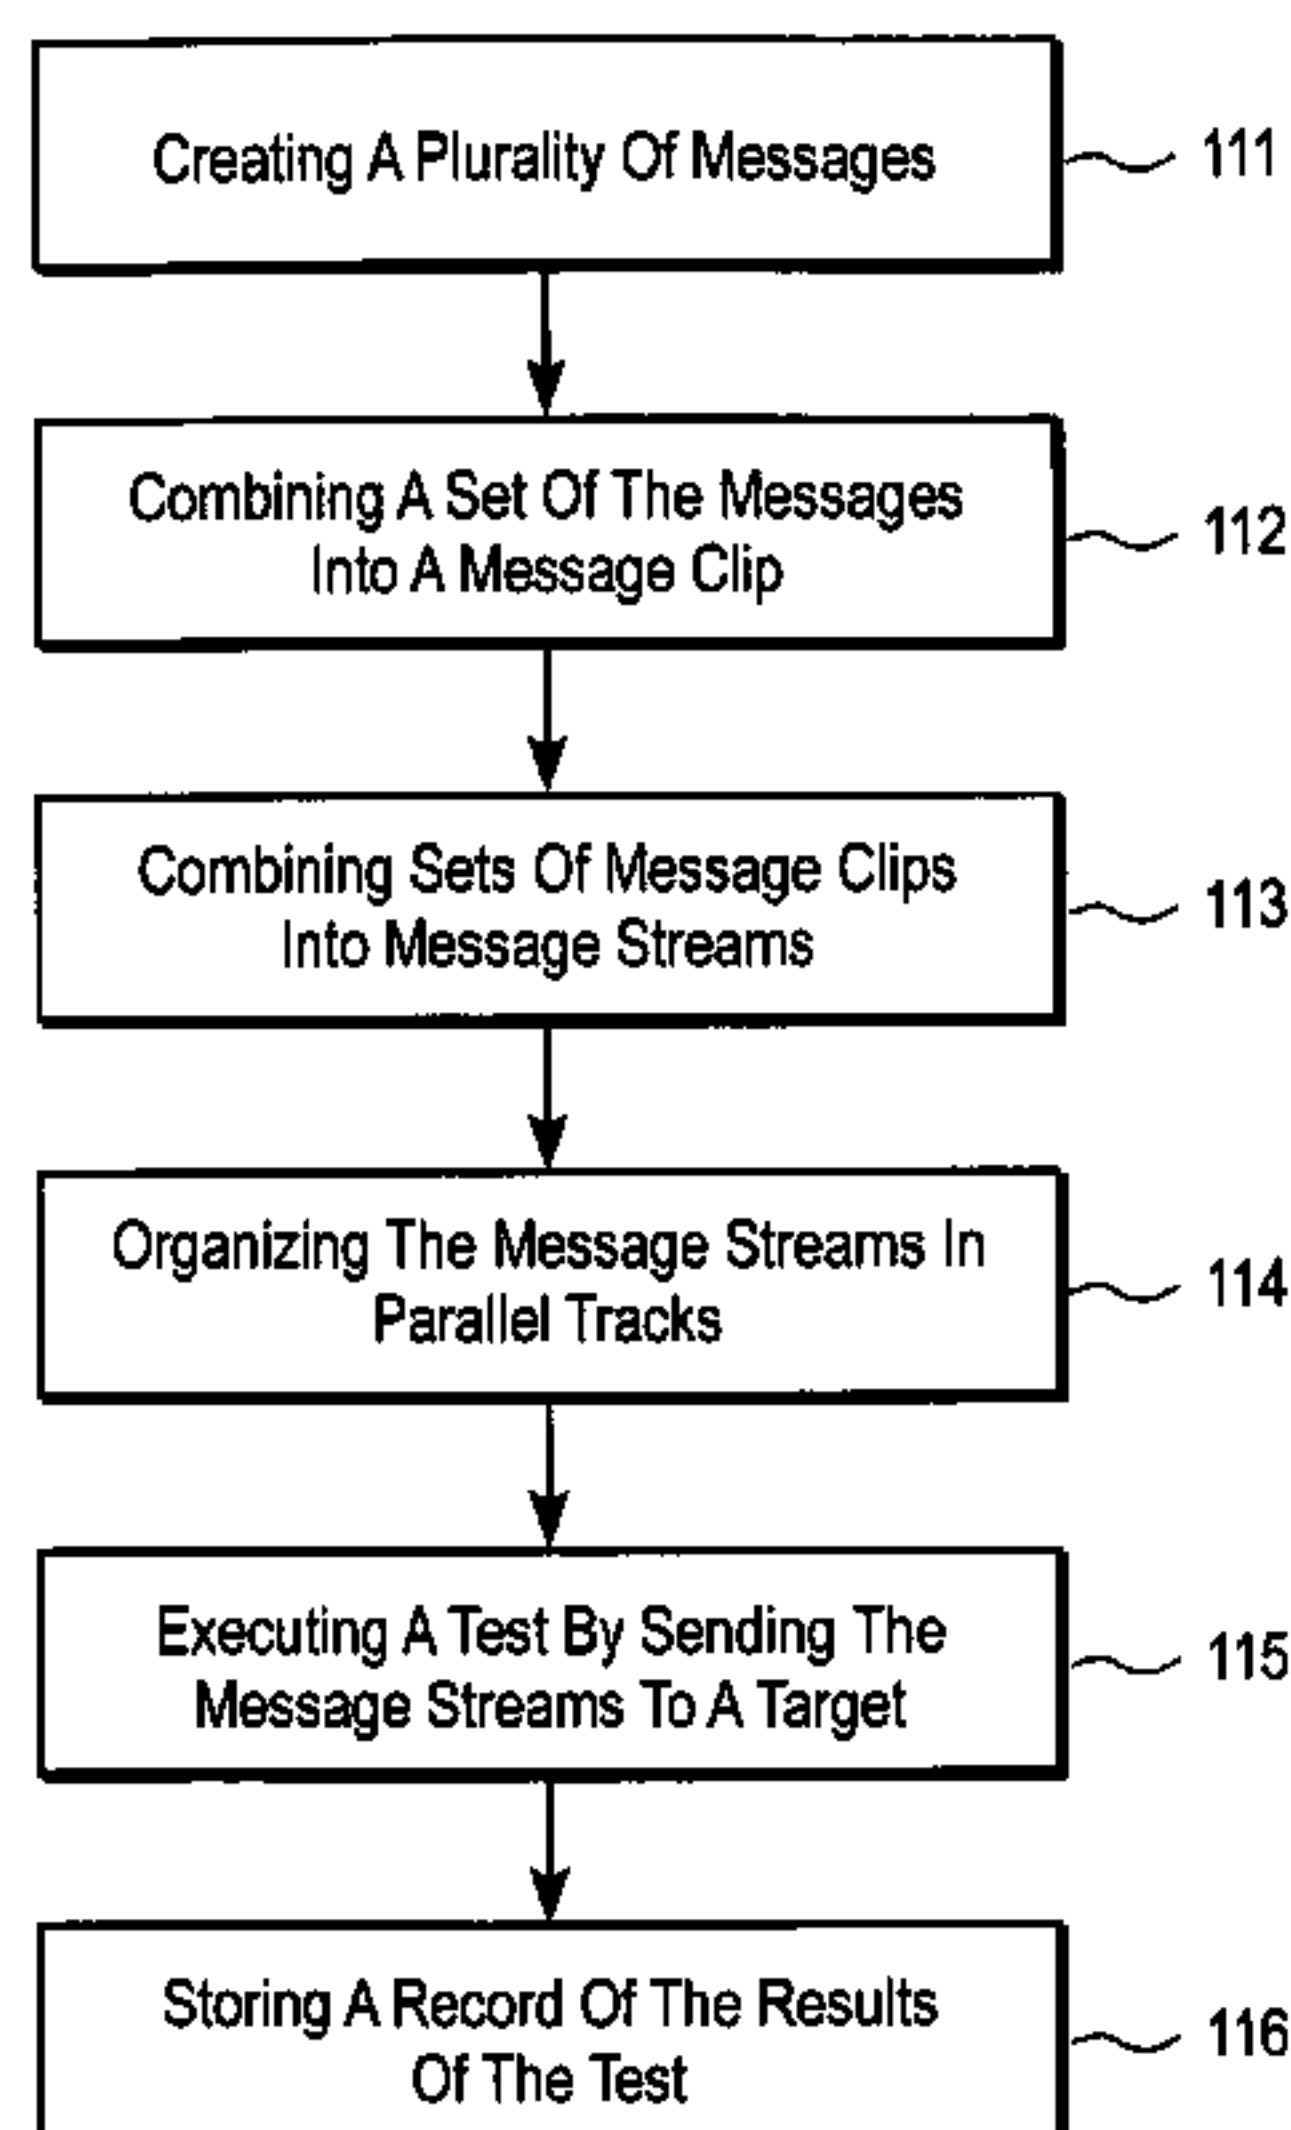 Creating A Plurality Of Messages
111
Combining A Set Of The Messages
Into A Message Clip
112
Combining Sets Of Message Clips
Into Message Streams
113
Organizing The Message Streams In
Parallel Tracks
114
Executing A Test By Sending The
Message Streams To A Target
115
Storing A Record Of The Results
Of The Test
116